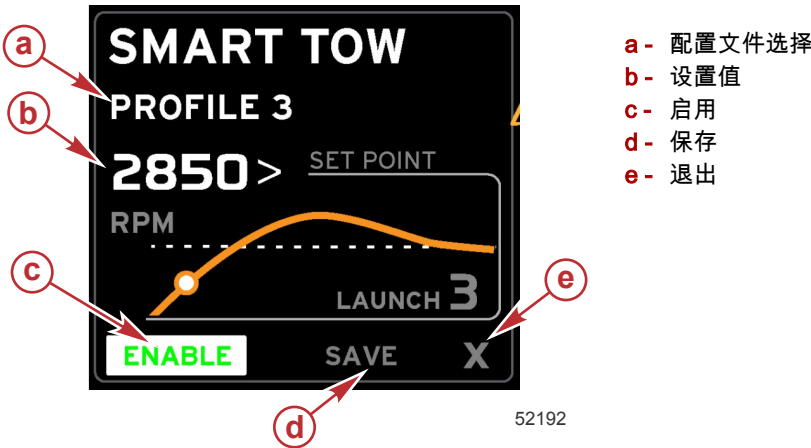 SMART TOW
PROFILE 3
2850> SET POINT
RPM
LAUNCH 3
ENABLE SAVE X
a
b
c
d
e
a - 配置文件选择
b - 设置值
c - 启用
d - 保存
e - 退出
52192